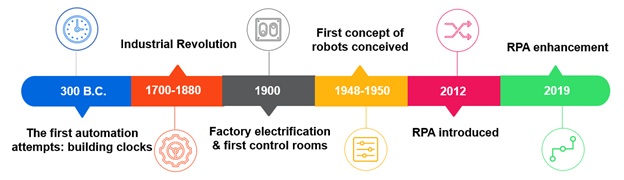 First concept of
robots conceived
Industrial Revolution
RPA enhancement
300 B.C.
1700-1880
1900
1948-1950
2012
2019
The first automation
attempts: building clocks
Factory electrification
& first control rooms
RPA introduced